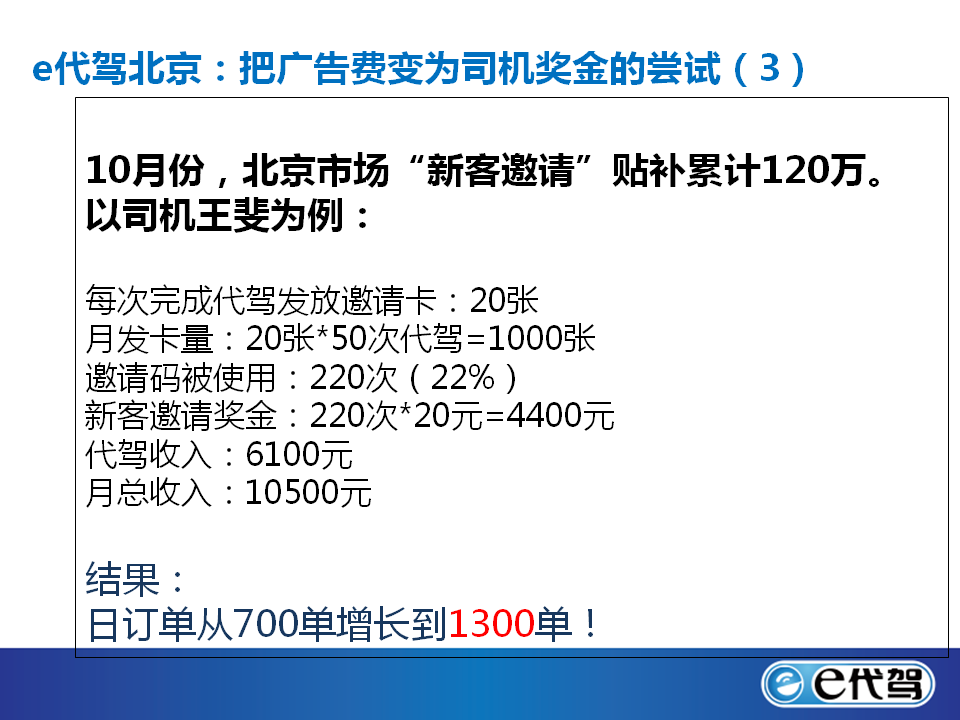 e代驾北京：把广告费变为司机奖金的尝试（3）
10月份，北京市场“新客邀请”贴补累计120万。
以司机王斐为例：
每次完成代驾发放邀请卡：20张
月发卡量：20张*50次代驾=1000张
邀请码被使用：220次（22%）
新客邀请奖金：220次*20元=4400元
代驾收入：6100元
月总收入：10500元
结果：
日订单从700单增长到1300单！
e代驾